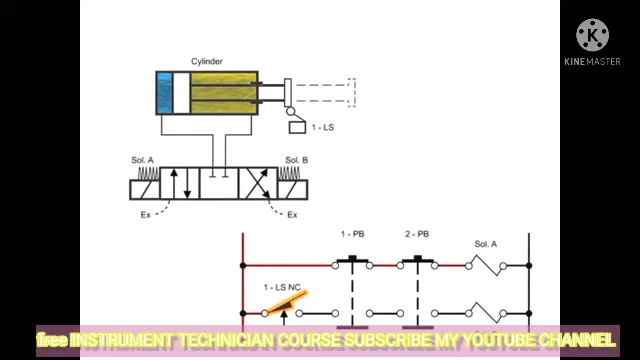 KINEMASTER
Cylinder
1 - LS
Sol. A
Sol. B
Ex
Ex
1 - PB
2 - PB
Sol. A
1 - LS NC
free INSTRUMENT TECHNICIAN COURSE SUBSCRIBE MY YOUTUBE CHANNEL